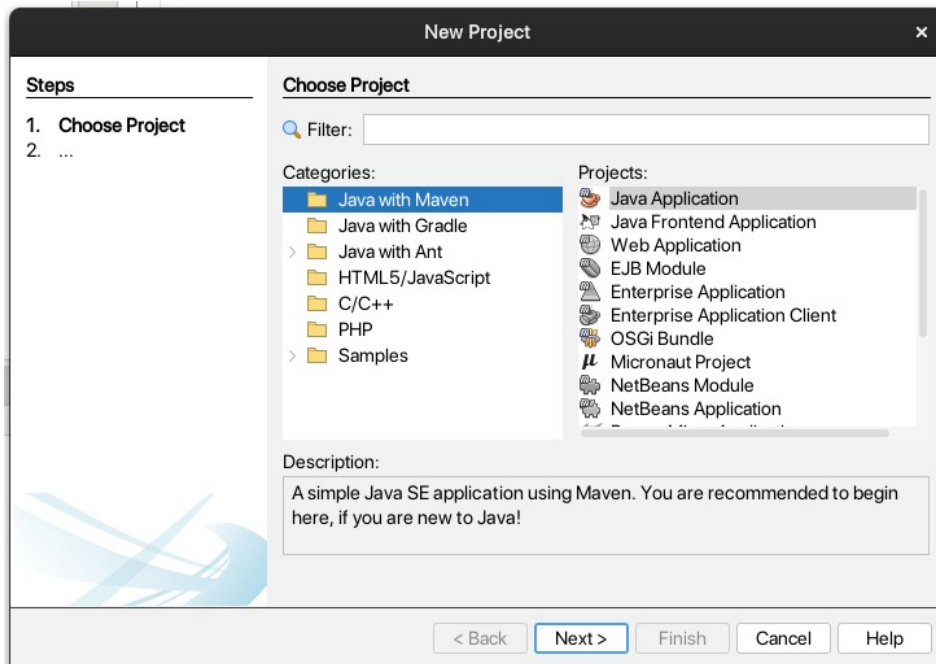 New Project
Steps
1. Choose Project
2. ...
Choose Project
Filter:
Categories:
Java with Maven
Java with Gradle
Java with Ant
HTML5/JavaScript
C/C++
PHP
Samples
Projects:
Java Application
Java Frontend Application
Web Application
EJB Module
Enterprise Application
Enterprise Application Client
OSGi Bundle
Micronaut Project
NetBeans Module
NetBeans Application
Description:
A simple Java SE application using Maven. You are recommended to begin
here, if you are new to Java!
< Back
Next >
Finish
Cancel
Help